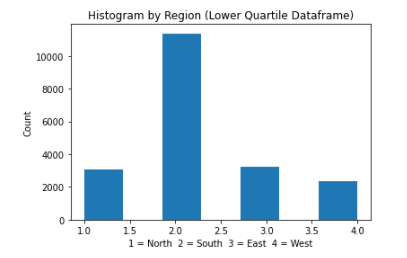 Histogram by Region (Lower Quartile Dataframe)
10000
8000
6000
4000
2000
0
Count
1.0 1.5 2.0 2.5 3.0 3.5 4.0
1 = North 2 = South 3 = East 4 = West